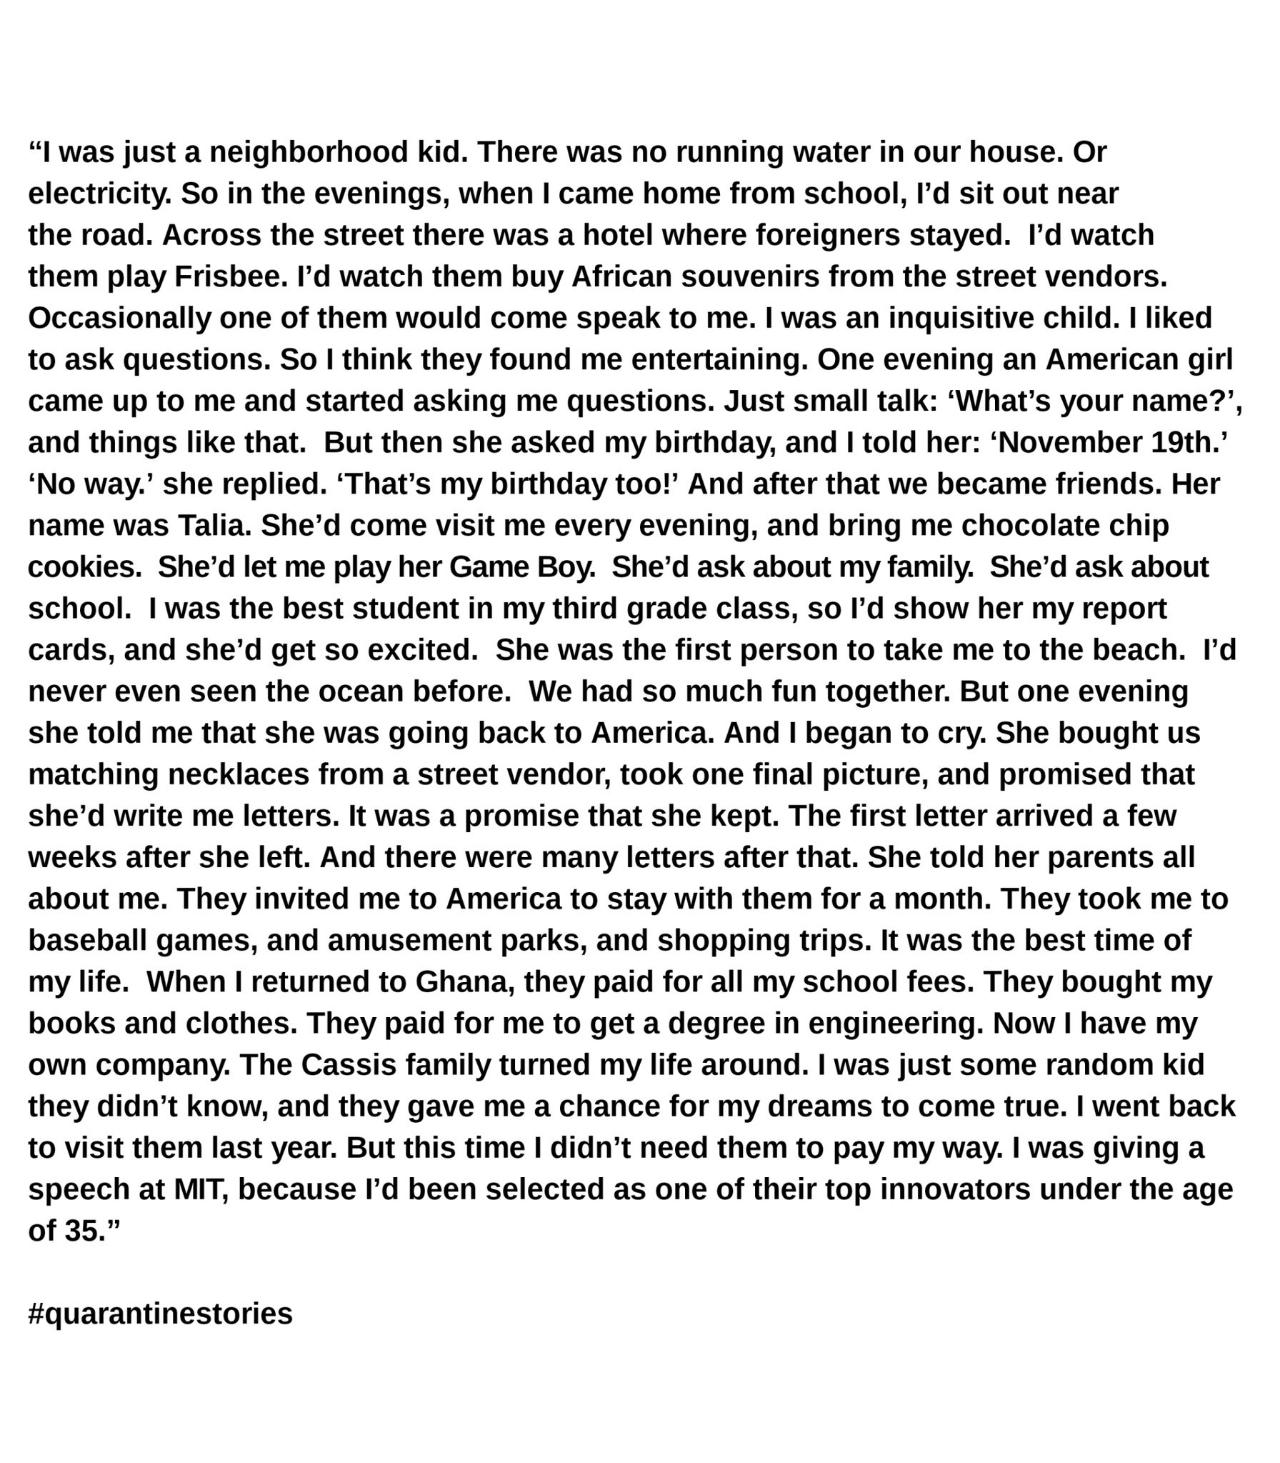 “I was just a neighborhood kid. There was no running water in our house. Or
electricity. So in the evenings, when I came home from school, I’d sit out near
the road. Across the street there was a hotel where foreigners stayed.  I’d watch
them play Frisbee. I’d watch them buy African souvenirs from the street vendors.
Occasionally one of them would come speak to me. I was an inquisitive child. I liked
to ask questions. So I think they found me entertaining. One evening an American girl
came up to me and started asking me questions. Just small talk: ‘What’s your name?’,
and things like that.  But then she asked my birthday, and I told her: ‘November 19th.’
‘No way.’ she replied. ‘That’s my birthday too!’ And after that we became friends. Her
name was Talia. She’d come visit me every evening, and bring me chocolate chip
cookies.  She’d let me play her Game Boy.  She’d ask about my family.  She’d ask about
school.  I was the best student in my third grade class, so I’d show her my report
cards, and she’d get so excited.  She was the first person to take me to the beach.  I’d
never even seen the ocean before.  We had so much fun together. But one evening
she told me that she was going back to America. And I began to cry. She bought us
matching necklaces from a street vendor, took one final picture, and promised that
she’d write me letters. It was a promise that she kept. The first letter arrived a few
weeks after she left. And there were many letters after that. She told her parents all
about me. They invited me to America to stay with them for a month. They took me to
baseball games, and amusement parks, and shopping trips. It was the best time of
my life.  When I returned to Ghana, they paid for all my school fees. They bought my
books and clothes. They paid for me to get a degree in engineering. Now I have my
own company. The Cassis family turned my life around. I was just some random kid
they didn’t know, and they gave me a chance for my dreams to come true. I went back
to visit them last year. But this time I didn’t need them to pay my way. I was giving a
speech at MIT, because I’d been selected as one of their top innovators under the age
of 35.”
#quarantinestories